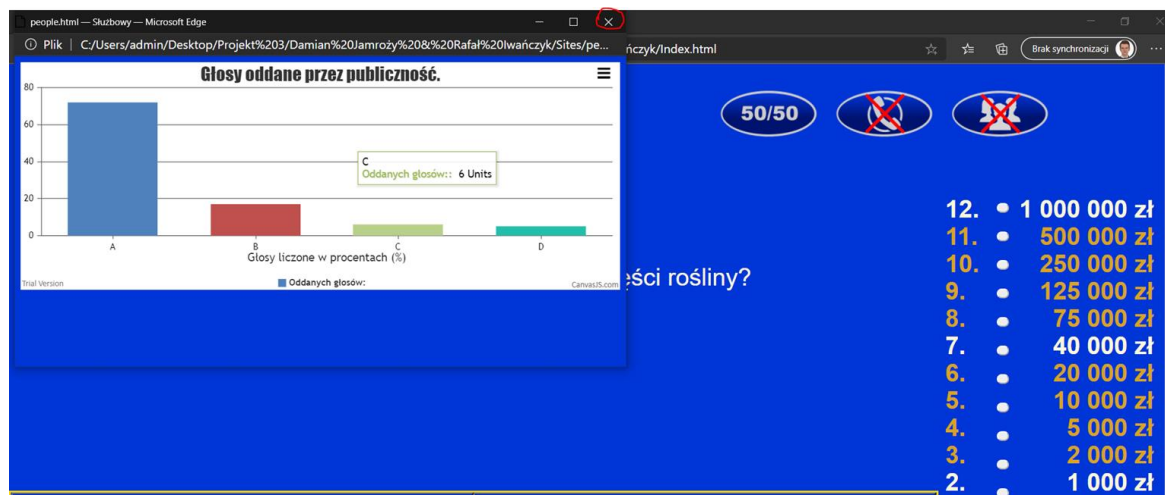 people.html — Służbowy — Microsoft Edge
Plik | C:/Users/admin/Desktop/Projekt%203/Damian%20Jamroży%20&%20Rafał%20Iwańczyk/Sites/pe...
ńczyk/Index.html
Brak synchronizacji
Głosy oddane przez publiczność.
80
60
40
20
0
C
Oddanych głosów:: 6 Units
A
B
C
D
Głosy liczone w procentach (%)
Trial Version
Oddanych głosów:
CanvasJS.com
50/50
ęści rośliny?
12. 1 000 000 zł
11. 500 000 zł
10. 250 000 zł
9. 125 000 zł
8. 75 000 zł
7. 40 000 zł
6. 20 000 zł
5. 10 000 zł
4. 5 000 zł
3. 2 000 zł
2. 1 000 zł